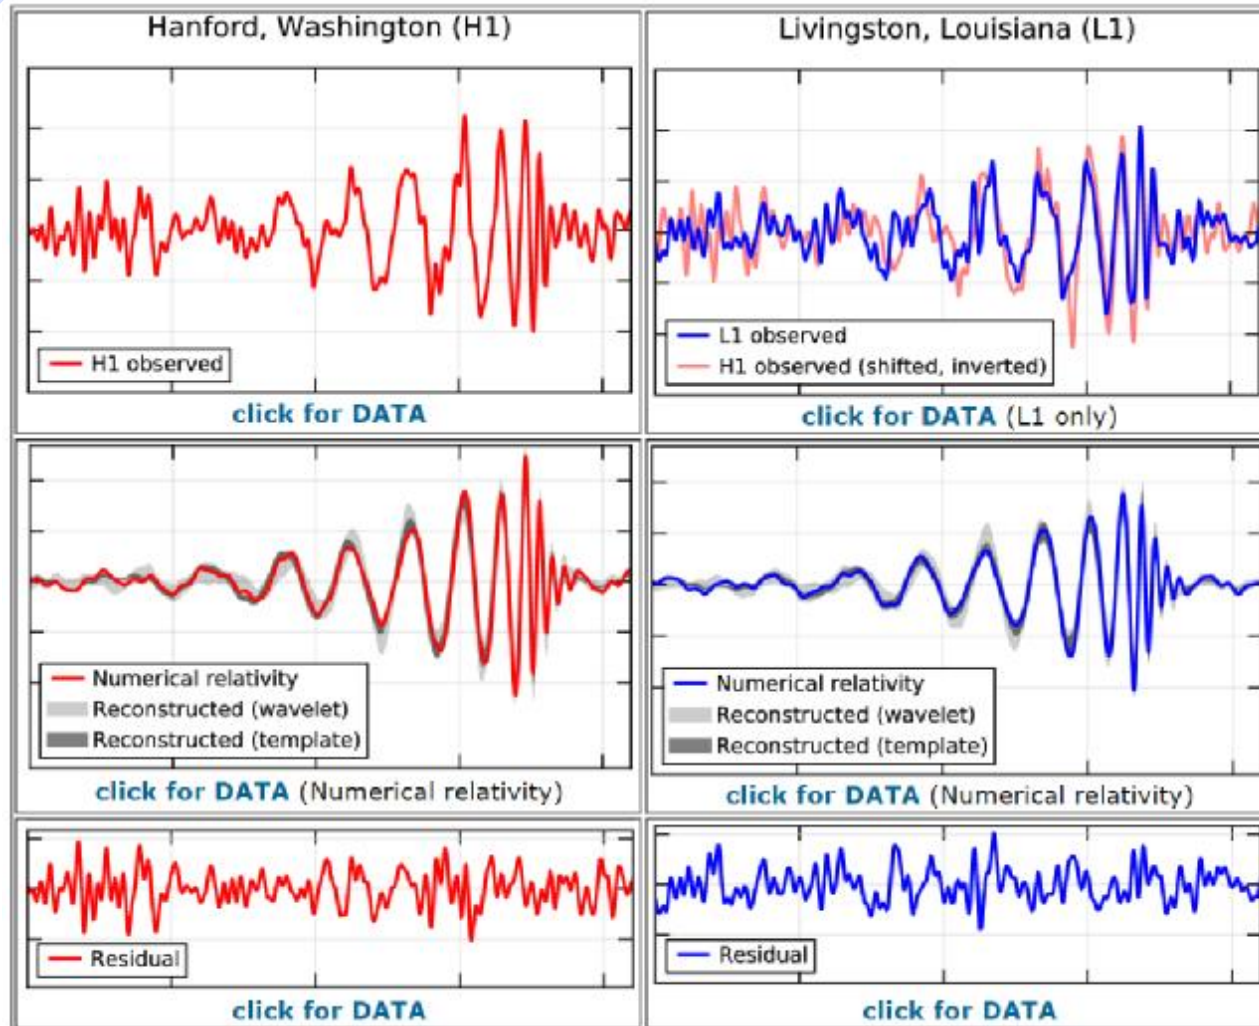 Hanford, Washington (H1)
Livingston, Louisiana (L1)
H1 observed
click for DATA
L1 observed
H1 observed (shifted, inverted)
click for DATA (L1 only)
Numerical relativity
Reconstructed (wavelet)
Reconstructed (template)
click for DATA (Numerical relativity)
Numerical relativity
Reconstructed (wavelet)
Reconstructed (template)
click for DATA (Numerical relativity)
Residual
click for DATA
Residual
click for DATA